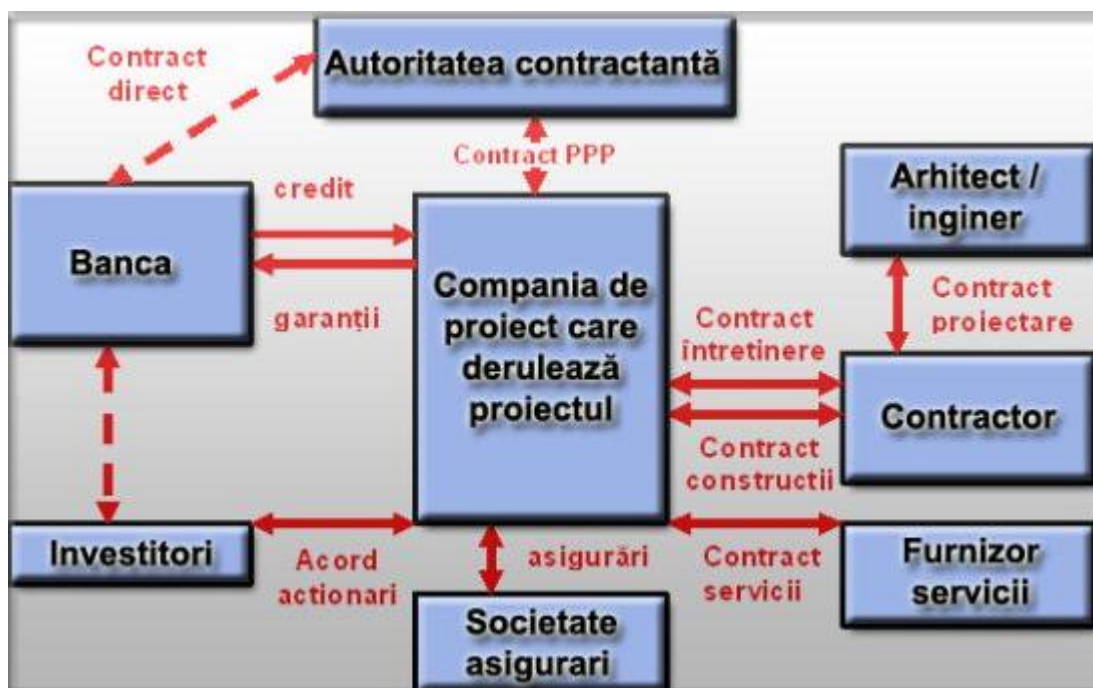 Contract
direct
Autoritatea contractantă
Contract PPP
Banca
credit
garanții
Compania de
proiect care
derulează
proiectul
Arhitect /
inginer
Contract
proiectare
Contract
întretinere
Contractor
Contract
constructii
Investitori
Acord
actionari
asigurări
Contract
servicii
Furnizor
servicii
Societate
asigurari